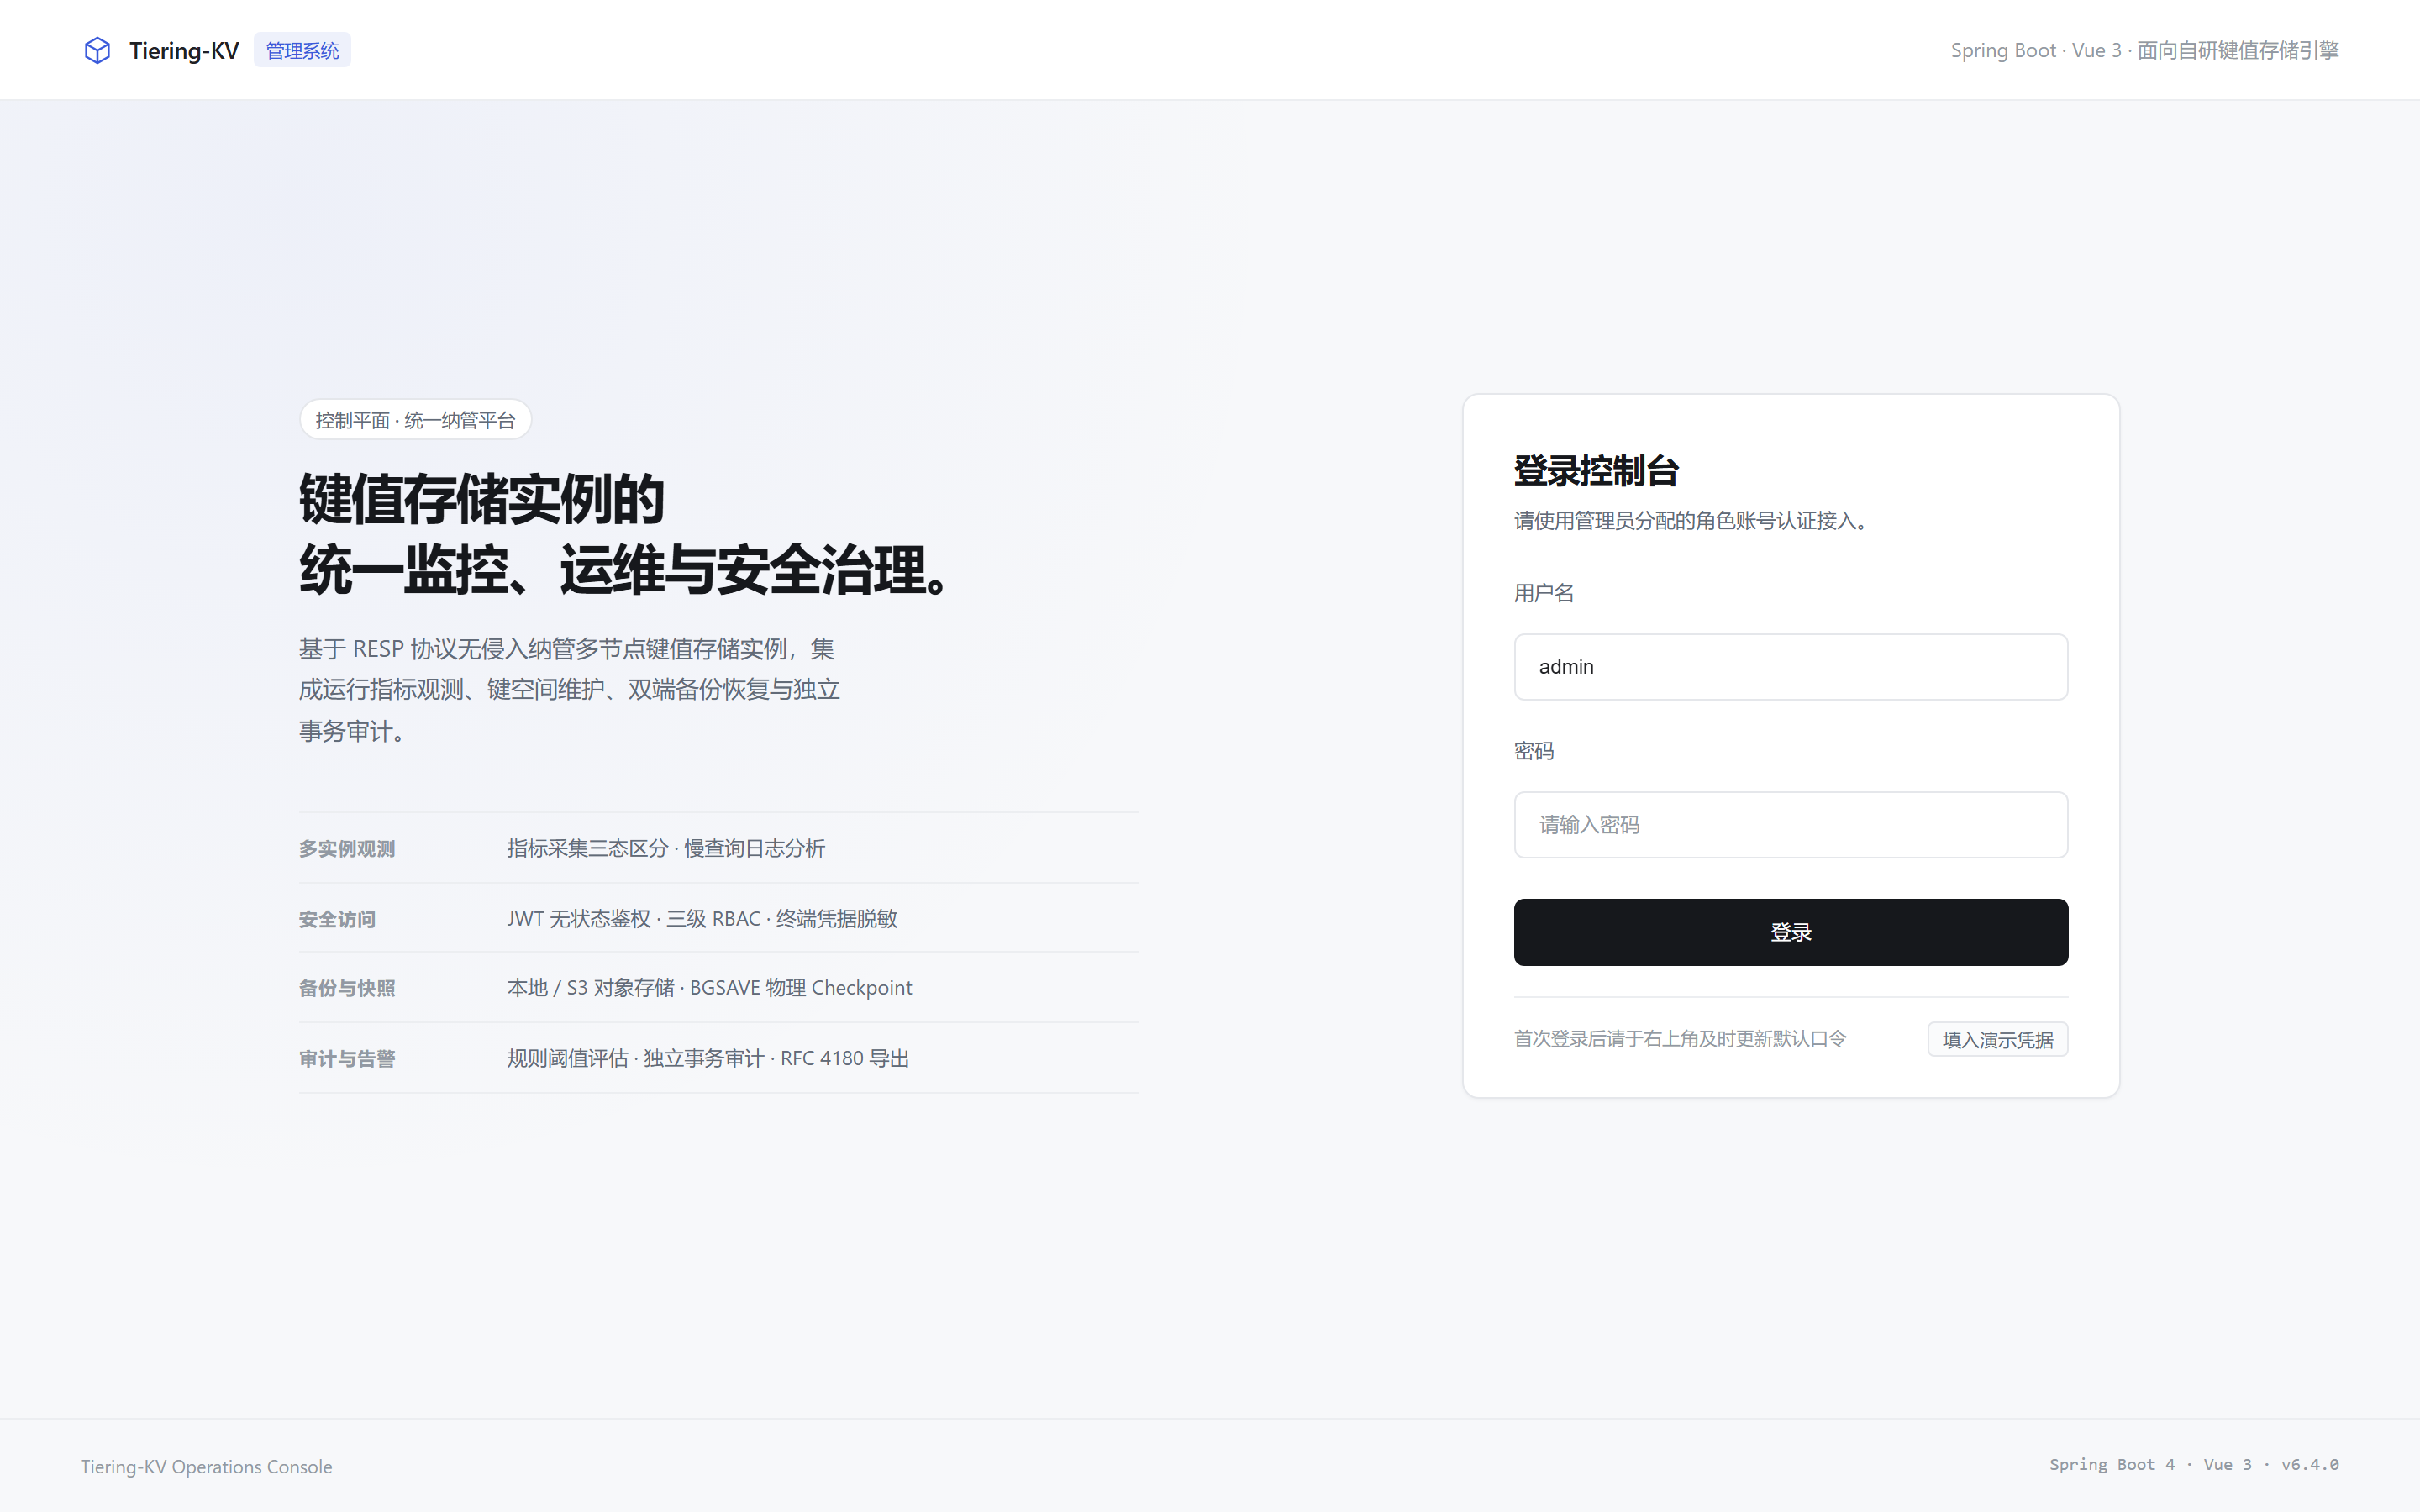 Tiering-KV 管理系统
Spring Boot · Vue 3 · 面向自研键值存储引擎
控制平面 · 统一纳管平台
键值存储实例的
统一监控、运维与安全治理。
基于 RESP 协议无侵入纳管多节点键值存储实例，集
成运行指标观测、键空间维护、双端备份恢复与独立
事务审计。
多实例观测 指标采集三态区分 · 慢查询日志分析
安全访问 JWT 无状态鉴权 · 三级 RBAC · 终端凭据脱敏
备份与快照 本地 / S3 对象存储 · BGSAVE 物理 Checkpoint
审计与告警 规则阈值评估 · 独立事务审计 · RFC 4180 导出
登录控制台
请使用管理员分配的角色账号认证接入。
用户名
admin
密码
请输入密码
登录
首次登录后请于右上角及时更新默认口令 填入演示凭据
Tiering-KV Operations Console
Spring Boot 4 · Vue 3 · v6.4.0